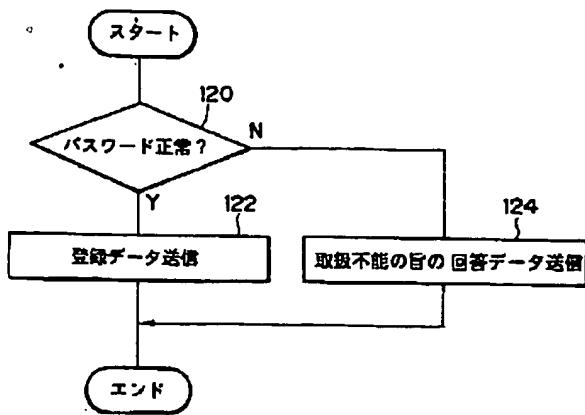 スタート
120
パスワード正常?
N
Y
122
登録データ送信
124
取扱不能の旨の回答データ送信
エンド